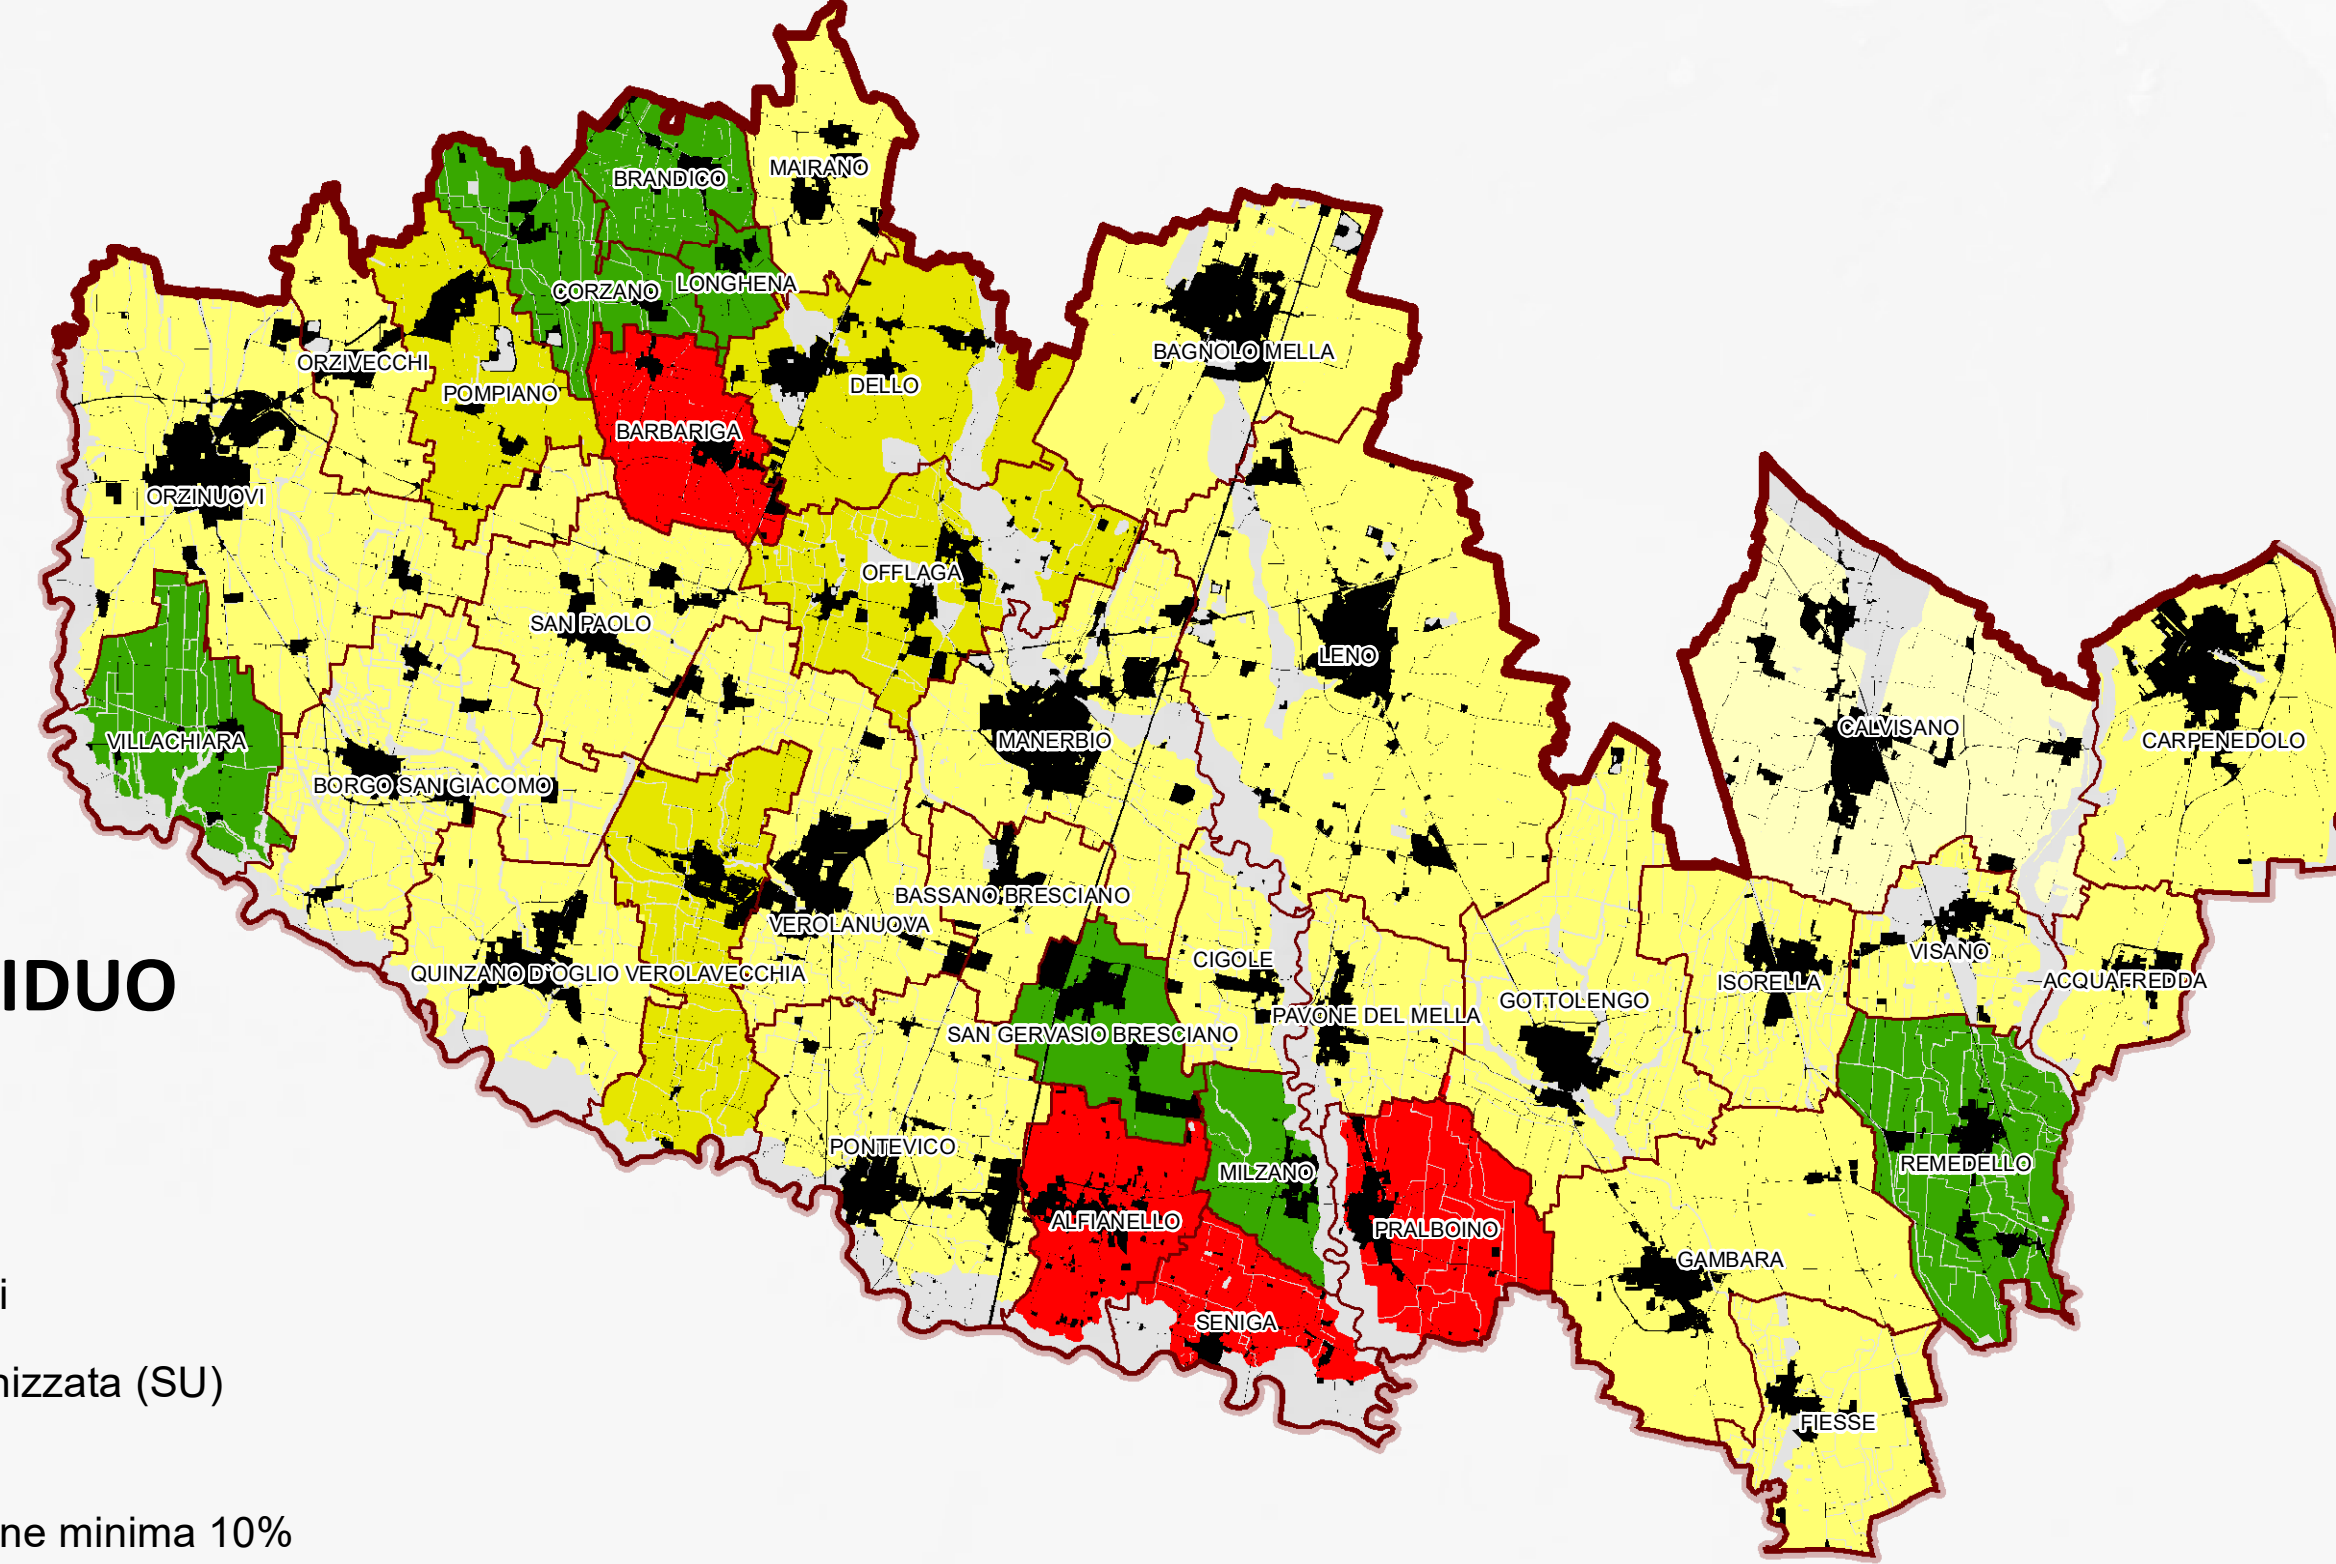 MAIRANO
BRANDICO
LONGHENA
CORZANO
BAGNOLO MELLA
ORZIVECCHI
DELLO
POMPIANO
BARBARIGA
ORZINUOVI
OFFLAGA
SAN PAOLO
LENO
CALVISANO
MANERBIO
CARPENEDOLO
VILLACHIARA
BORGO SAN GIACOMO
BASSANO BRESCIANO
VEROLANUOVA
VISANO
CIGOLE
QUINZANO D`OGLIO VEROLAVECCHIA
ISORELLA
ACQUAFREDDA
IDUO
GOTTOLENGO
PAVONE DEL MELLA
SAN GERVASIO BRESCIANO
PONTEVICO
REMEDELLO
MILZANO
ALFIANELLO
PRALBOINO
GAMBARA
i
SENIGA
nizzata (SU)
FIESSE
ne minima 10%